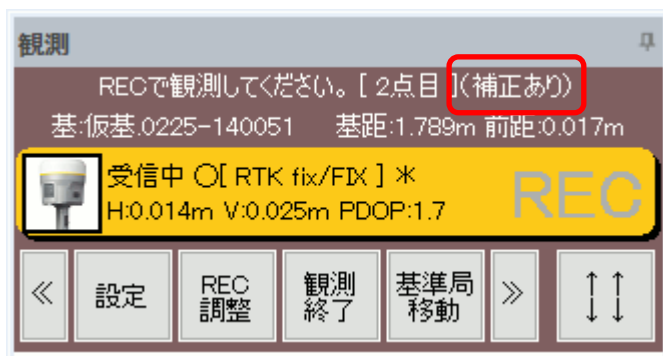 観測
RECで観測してください。[ 2点目 ](補正あり)
基:仮基.0225-140051 基距:1.789m 前距:0.017m
受信中 ○[ RTK fix/FIX ] *
H:0.014m V:0.025m PDOP:1.7
REC
≪ 設定 REC調整 観測終了 基準局移動 ≫ ↑↑↓↓